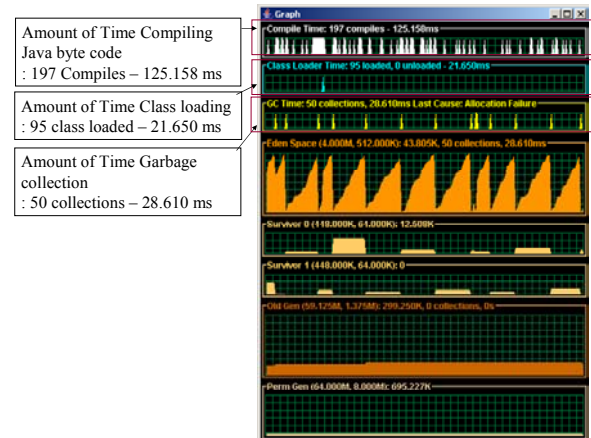 Amount of Time Compiling
Java byte code
: 197 Compiles – 125.158 ms
Amount of Time Class loading
: 95 class loaded – 21.650 ms
Amount of Time Garbage
collection
: 50 collections – 28.610 ms
Graph
Compile Time: 197 compiles - 125.158ms
Class Loader Time: 95 loaded, 0 unloaded - 21.650ms
GC Time: 50 collections, 28.610ms Last Cause: Allocation Failure
Eden Space (4.000M, 512.000K): 43.805K, 50 collections, 28.610ms
Survivor 0 (118.000K, 61.000K): 12.508K
Survivor 1 (448.000K, 64.000K): 0
Old Gen (59.125M, 1.375M): 299.250K, 0 collections, 0s
Perm Gen (64.000M, 8.000M): 695.227K